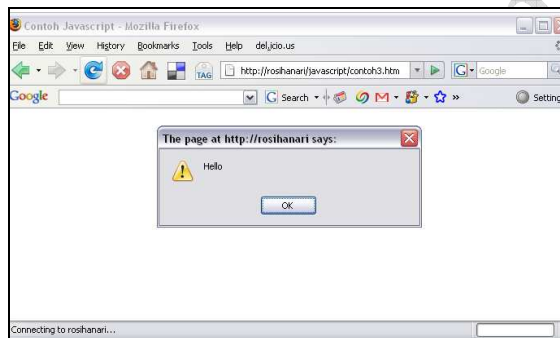 Contoh Javascript - Mozilla Firefox
File Edit View History Bookmarks Tools Help del.icio.us
TAG http://rosihanari/javascript/contoh3.htm G Google
Google G Search Setting
The page at http://rosihanari says:
Hello
OK
Connecting to rosihanari...